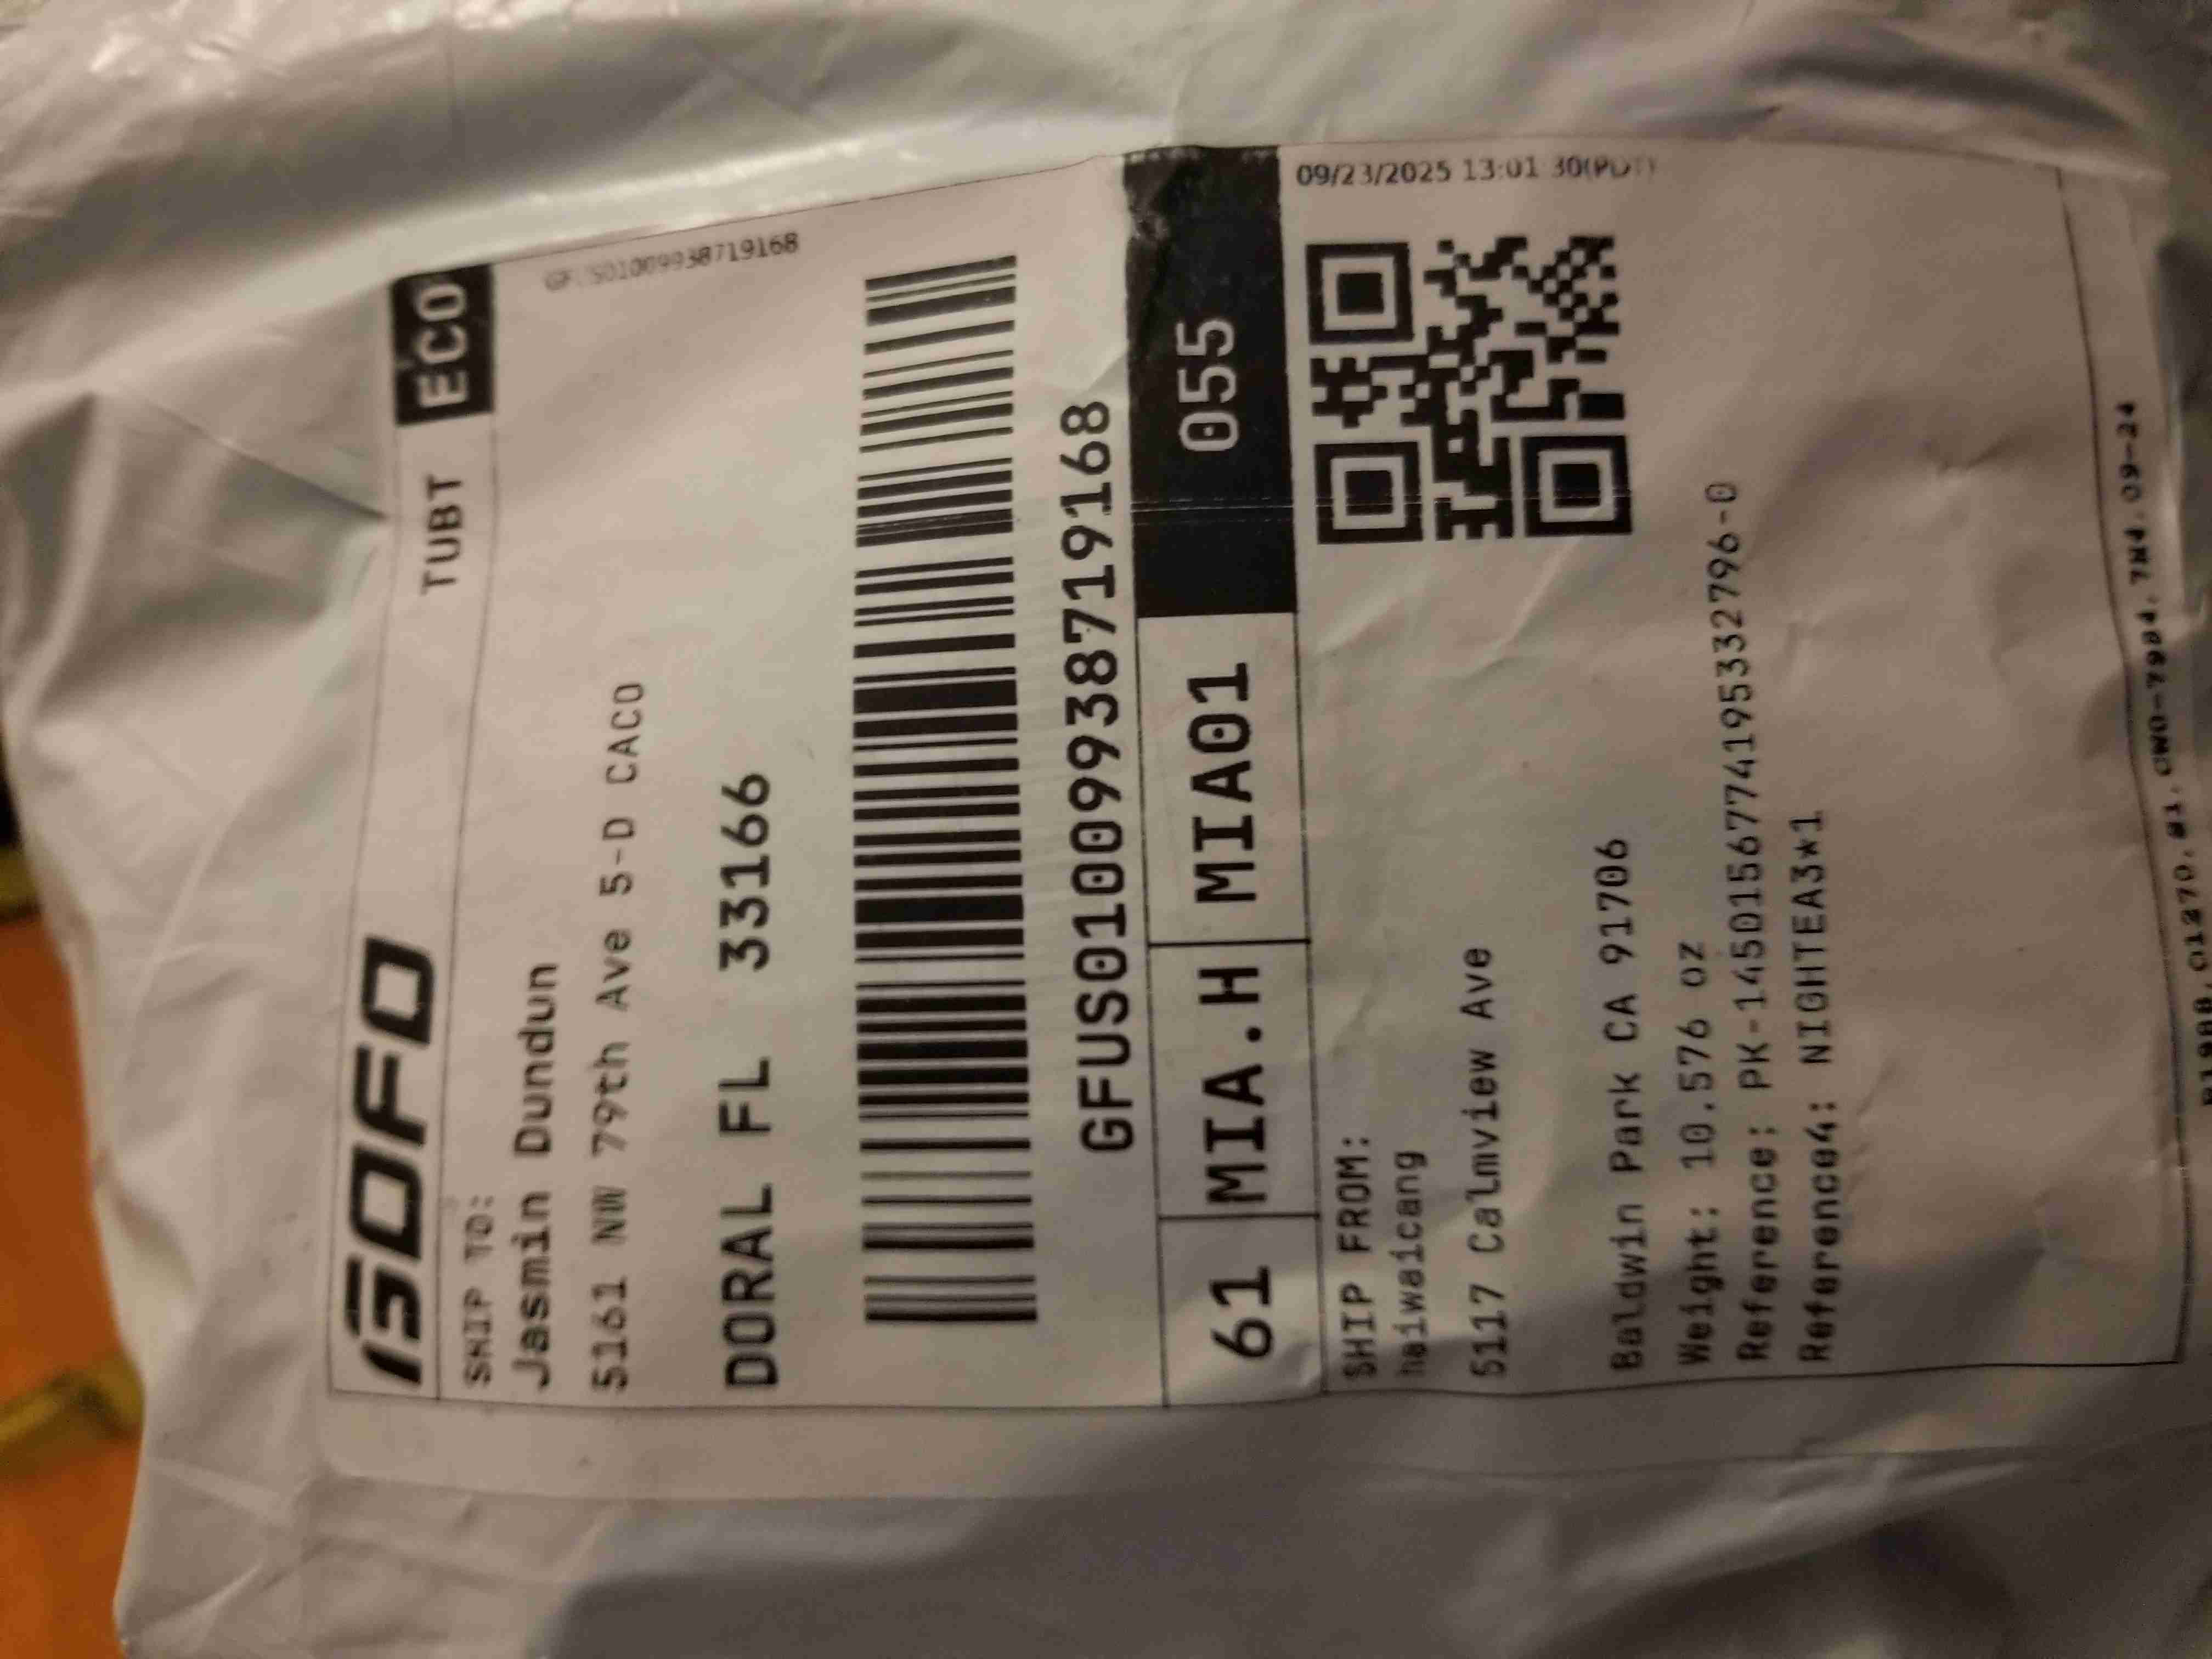 GOFO
TUBT ECO
SHIP TO:
Jasmin Dundun
5161 NW 79th Ave 5-D CACO
DORAL FL 33166
GFUS01009938719168
GFUS01009938719168
61 MIA.H MIA01 055
SHIP FROM:
haiwaicang
5117 Calmview Ave
Baldwin Park CA 91706
Weight: 10.576 oz
Reference: PK-14501567741953332796-0
Reference4: NIGHTEA3*1
09/23/2025 13:01:30(PDT)